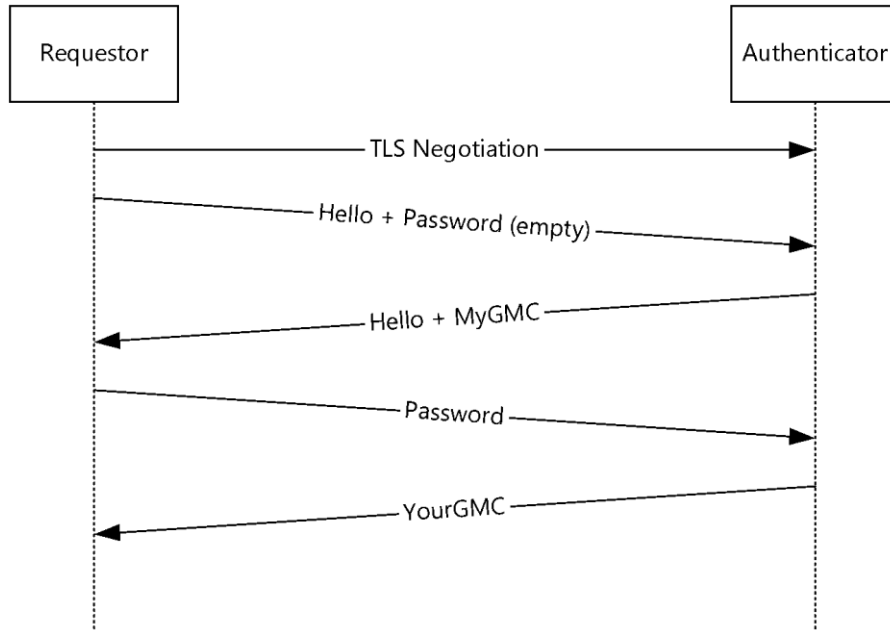 Requestor
Authenticator
TLS Negotiation
Hello + Password (empty)
Hello + MyGMC
Password
YourGMC